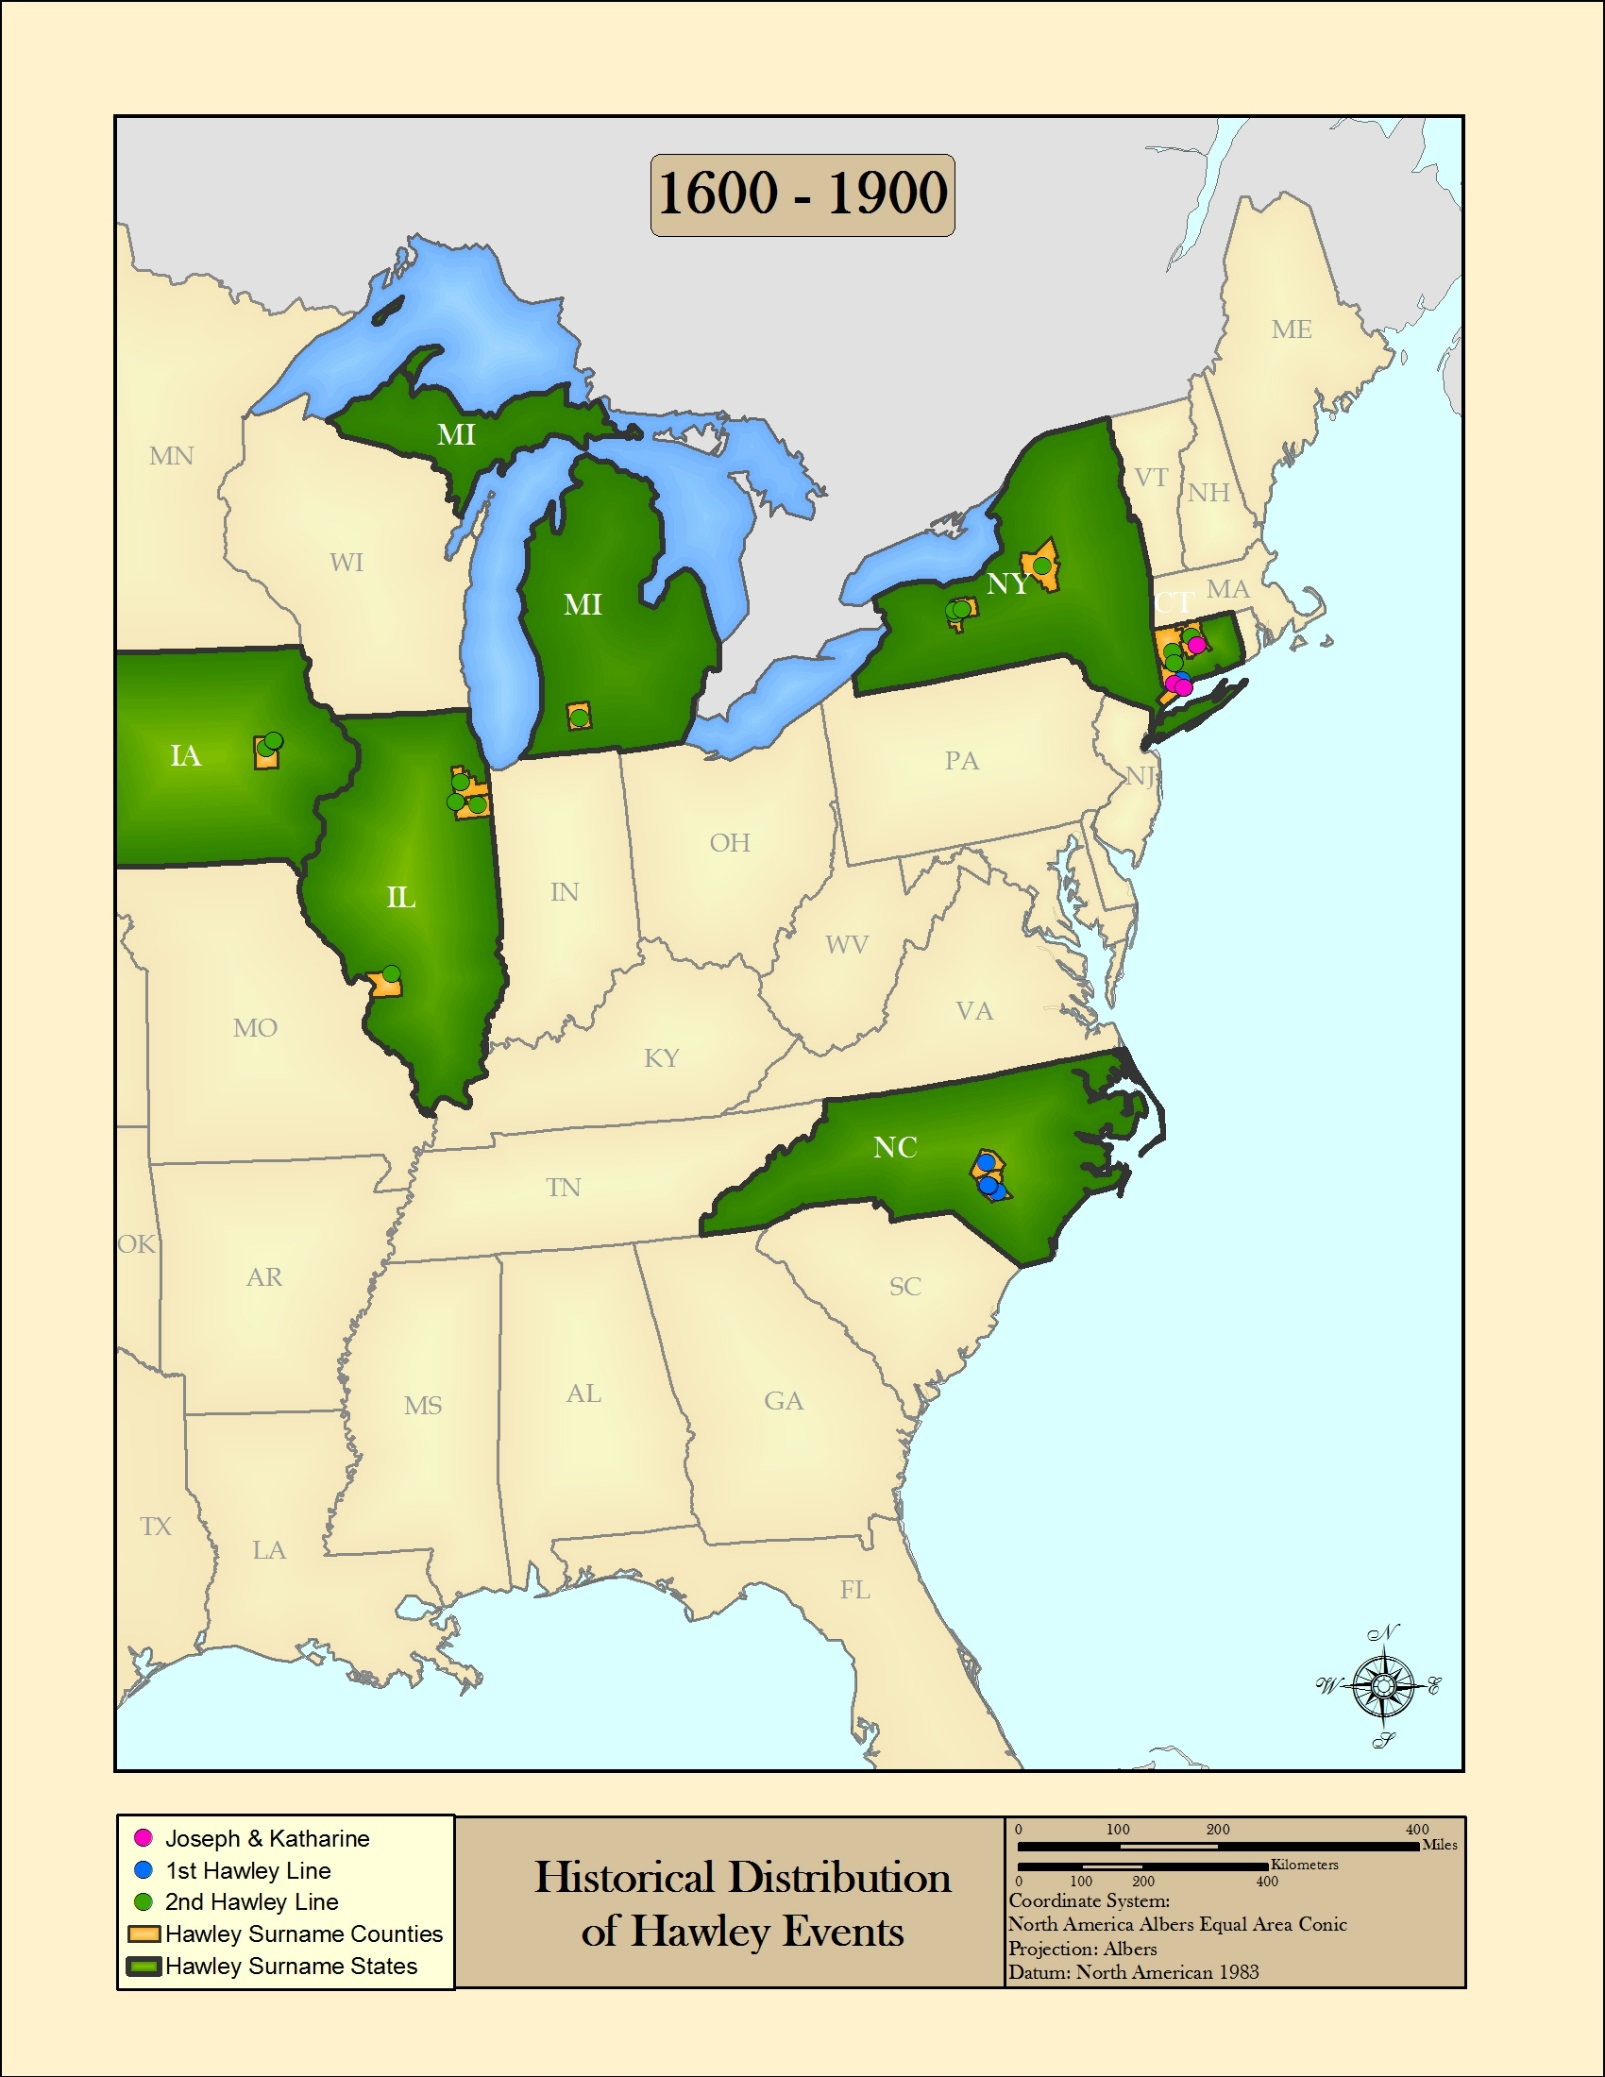 1600 - 1900
ME
MN
MI
VT
NH
WI
NY
MA
MI
CT
IA
PA
NJ
OH
IN
IL
WV
VA
MO
KY
NC
TN
OK
AR
SC
MS
AL
GA
TX
LA
FL
N
W
E
S
Joseph & Katharine
1st Hawley Line
2nd Hawley Line
Hawley Surname Counties
Hawley Surname States
Historical Distribution
of Hawley Events
0 100 200 400
Miles
Kilometers
0 100 200 400
Coordinate System:
North America Albers Equal Area Conic
Projection: Albers
Datum: North American 1983